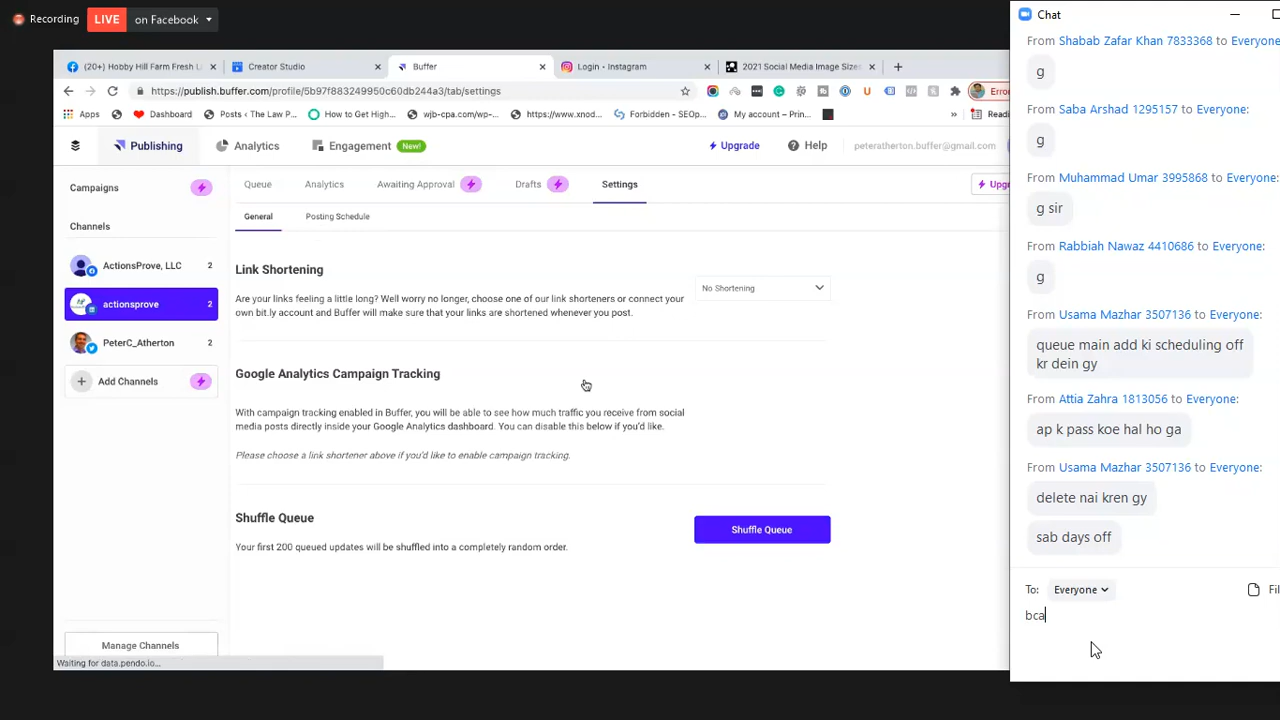 Recording
LIVE on Facebook
(20+) Hobby Hill Farm Fresh L
Creator Studio
Buffer
Login • Instagram
2021 Social Media Image Sizes
https://publish.buffer.com/profile/5b97f883249950c60db244a3/tab/settings
Error
Apps
Dashboard
Posts ‹ The Law P...
How to Get High...
wjb-cpa.com/wp-...
https://www.xnod...
Forbidden - SEOp...
My account – Prin...
»
Readi
Publishing
Analytics
Engagement
New!
Upgrade
Help
peteratherton.buffer@gmail.com
Campaigns
Queue
Analytics
Awaiting Approval
Drafts
Settings
Upg
General
Posting Schedule
Channels
ActionsProve, LLC 2
actionsprove 2
PeterC_Atherton 2
Add Channels
Manage Channels
Waiting for data.pendo.io...
Link Shortening
Are your links feeling a little long? Well worry no longer, choose one of our link shorteners or connect your
own bit.ly account and Buffer will make sure that your links are shortened whenever you post.
No Shortening
Google Analytics Campaign Tracking
With campaign tracking enabled in Buffer, you will be able to see how much traffic you receive from social
media posts directly inside your Google Analytics dashboard. You can disable this below if you'd like.
Please choose a link shortener above if you'd like to enable campaign tracking.
Shuffle Queue
Your first 200 queued updates will be shuffled into a completely random order.
Shuffle Queue
Chat
From Shabab Zafar Khan 7833368 to Everyone
g
From Saba Arshad 1295157 to Everyone:
g
From Muhammad Umar 3995868 to Everyone:
g sir
From Rabbiah Nawaz 4410686 to Everyone:
g
From Usama Mazhar 3507136 to Everyone:
queue main add ki scheduling off
kr dein gy
From Attia Zahra 1813056 to Everyone:
ap k pass koe hal ho ga
From Usama Mazhar 3507136 to Everyone:
delete nai kren gy
sab days off
To: Everyone
Fil
bca